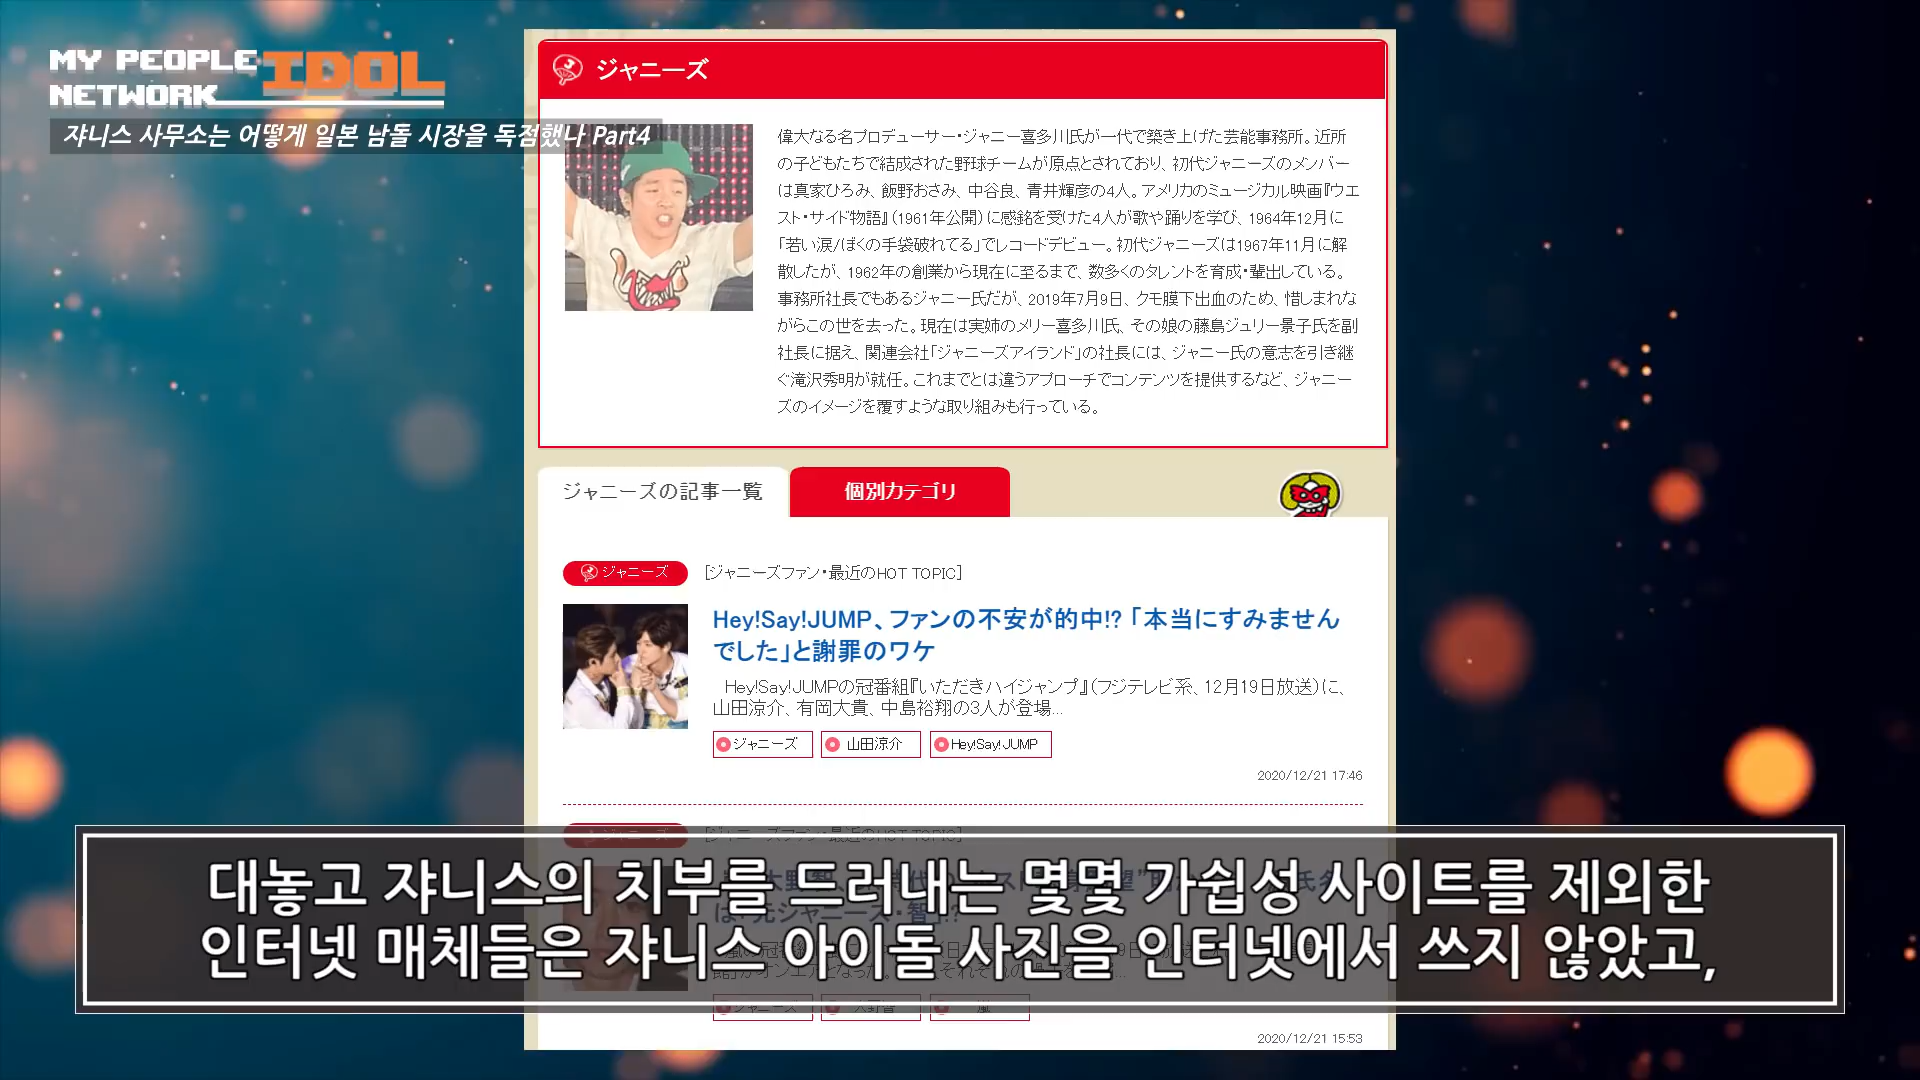 MY PEOPLE
NETWORK
IDOL
쟈니스 사무소는 어떻게 일본 남돌 시장을 독점했나 Part4
ジャニーズ
偉大なる名プロデューサー・ジャニー喜多川氏が一代で築き上げた芸能事務所。近所
の子どもたちで結成された野球チームが原点とされており、初代ジャニーズのメンバー
は真家ひろみ、飯野おさみ、中谷良、青井輝彦の4人。アメリカのミュージカル映画『ウエ
スト・サイド物語』（1961年公開）に感銘を受けた4人が歌や踊りを学び、1964年12月に
「若い涙/ぼくの手袋破れてる」でレコードデビュー。初代ジャニーズは1967年11月に解
散したが、1962年の創業から現在に至るまで、数多くのタレントを育成・輩出している。
事務所社長でもあるジャニー氏だが、2019年7月9日、クモ膜下出血のため、惜しまれな
がらこの世を去った。現在は実姉のメリー喜多川氏、その娘の藤島ジュリー景子氏を副
社長に据え、関連会社「ジャニーズアイランド」の社長には、ジャニー氏の意志を引き継
ぐ滝沢秀明が就任。これまでとは違うアプローチでコンテンツを提供するなど、ジャニー
ズのイメージを覆すような取り組みも行っている。
ジャニーズの記事一覧
個別カテゴリ
ジャニーズ [ジャニーズファン・最近のHOT TOPIC]
Hey!Say!JUMP、ファンの不安が的中!? 「本当にすみません
でした」と謝罪のワケ
Hey!Say!JUMPの冠番組『いただきハイジャンプ』（フジテレビ系、12月19日放送）に、
山田涼介、有岡大貴、中島裕翔の3人が登場...
ジャニーズ 山田涼介 Hey!Say!JUMP
2020/12/21 17:46
ジャニーズ [ジャニーズファン・最近のHOT TOPIC]
대놓고 쟈니스의 치부를 드러내는 몇몇 가쉽성 사이트를 제외한
인터넷 매체들은 쟈니스 아이돌 사진을 인터넷에서 쓰지 않았고,
ジャニーズ 大野智 嵐
2020/12/21 15:53